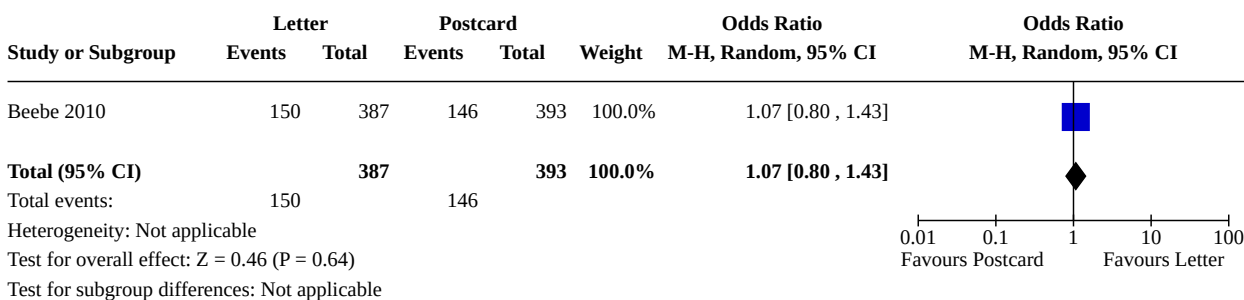 Letter Postcard Odds Ratio Odds Ratio
Study or Subgroup Events Total Events Total Weight M-H, Random, 95% CI M-H, Random, 95% CI
Beebe 2010 150 387 146 393 100.0% 1.07 [0.80 , 1.43]
Total (95% CI) 387 393 100.0% 1.07 [0.80 , 1.43]
Total events: 150 146
Heterogeneity: Not applicable
0.01 0.1 1 10 100
Test for overall effect: Z = 0.46 (P = 0.64)
Favours Postcard Favours Letter
Test for subgroup differences: Not applicable